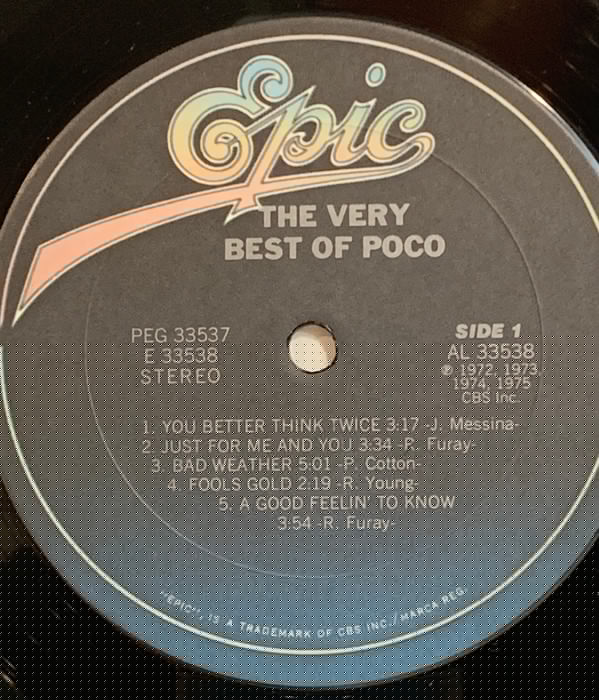 Epic
THE VERY
BEST OF POCO
PEG 33537
E 33538
STEREO
SIDE 1
AL 33538
℗ 1972, 1973,
1974, 1975
CBS Inc.
1. YOU BETTER THINK TWICE 3:17 -J. Messina-
2. JUST FOR ME AND YOU 3:34 -R. Furay-
3. BAD WEATHER 5:01 -P. Cotton-
4. FOOLS GOLD 2:19 -R. Young-
5. A GOOD FEELIN' TO KNOW
3:54 -R. Furay-
"EPIC", IS A TRADEMARK OF CBS INC./MARCA REG.